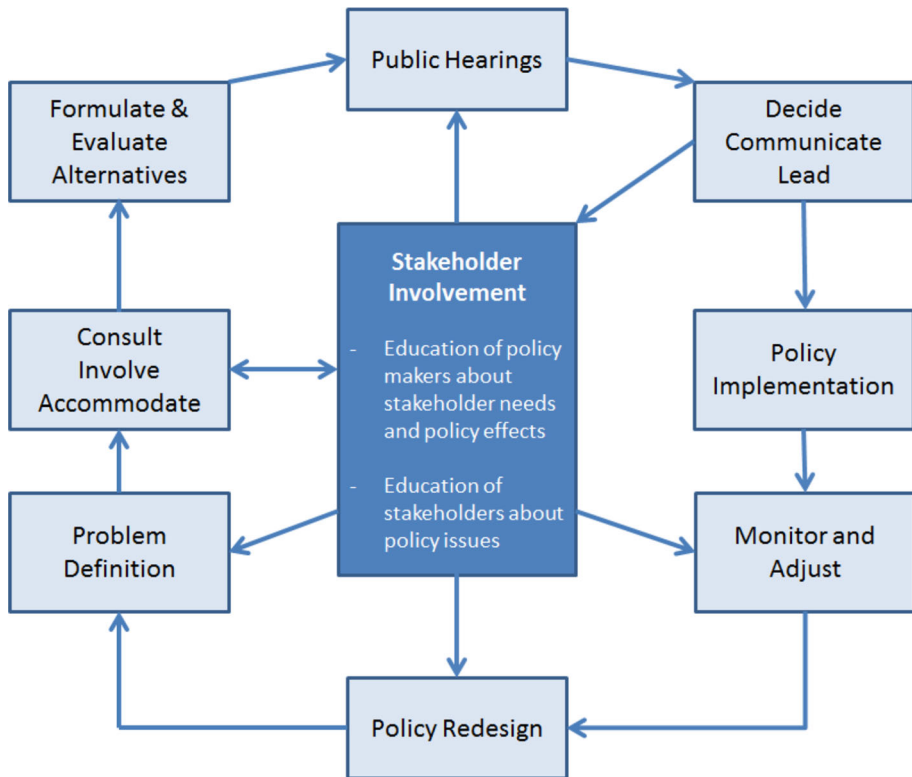 Public Hearings
Formulate &
Evaluate
Alternatives
Decide
Communicate
Lead
Stakeholder
Involvement
- Education of policy
makers about
stakeholder needs
and policy effects
- Education of
stakeholders about
policy issues
Consult
Involve
Accommodate
Policy
Implementation
Problem
Definition
Monitor and
Adjust
Policy Redesign